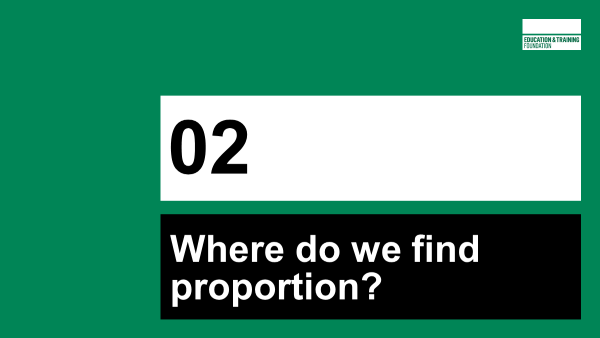 EDUCATION & TRAINING
FOUNDATION
02
Where do we find
proportion?